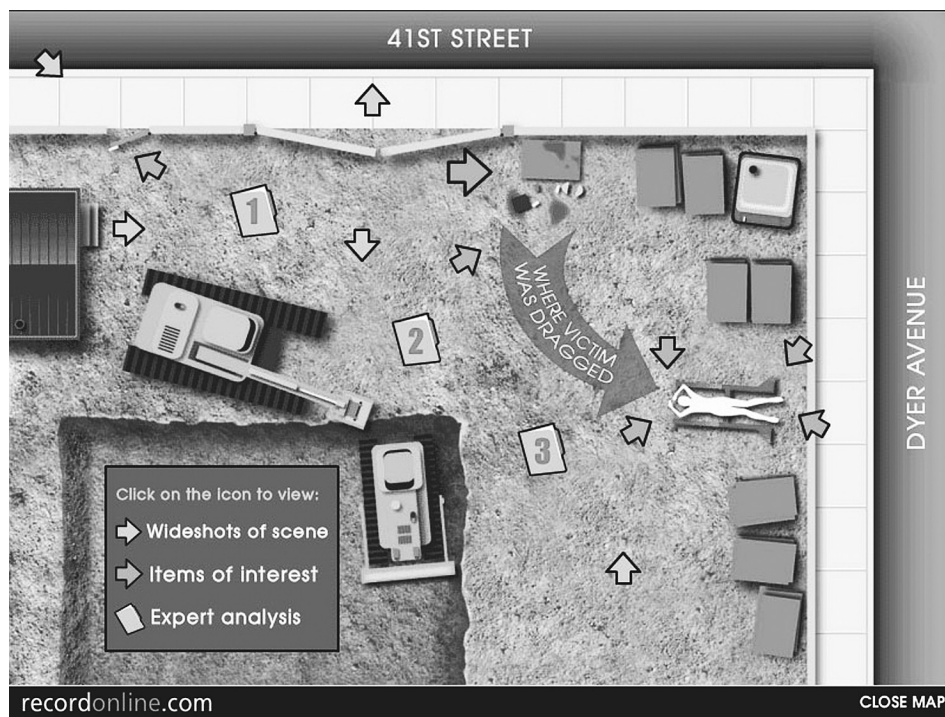 41ST STREET
1
WHERE VICTIM
WAS DRAGGED
2
3
DYER AVENUE
Click on the icon to view:
Wideshots of scene
Items of interest
Expert analysis
recordonline.com
CLOSE MAP